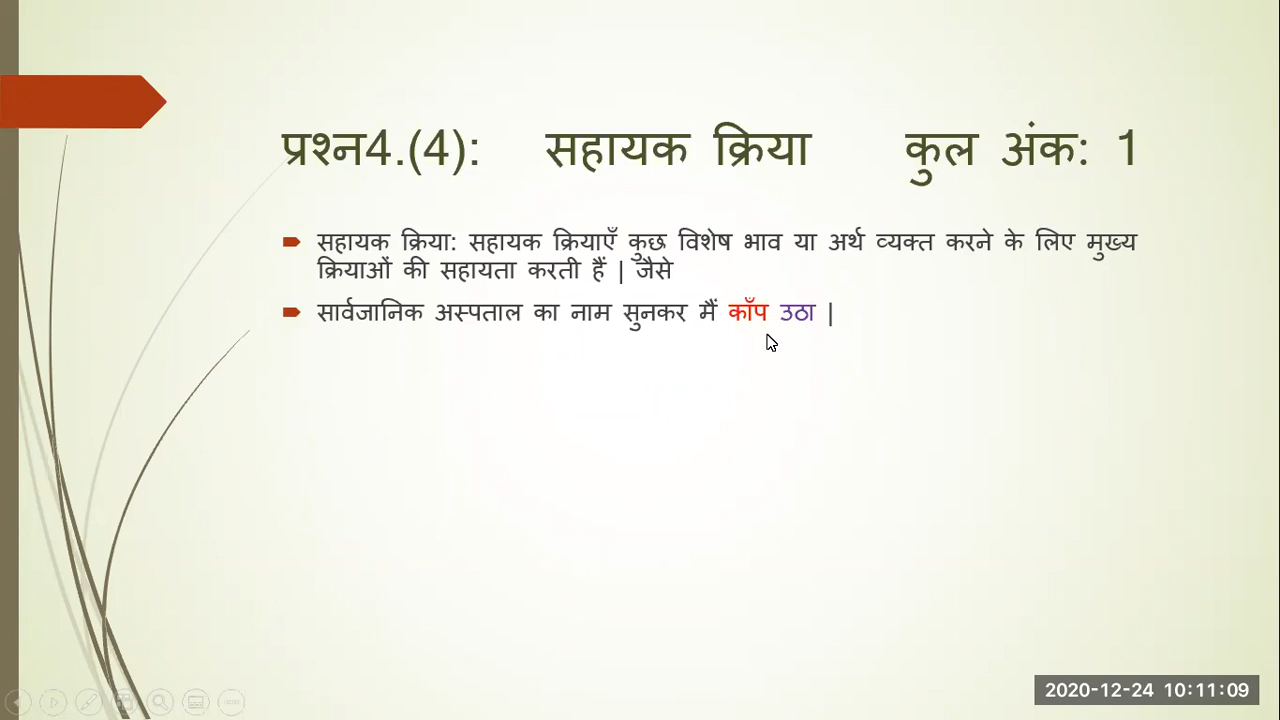 प्रश्न4.(4): सहायक क्रिया कुल अंक: 1
सहायक क्रिया: सहायक क्रियाएँ कुछ विशेष भाव या अर्थ व्यक्त करने के लिए मुख्य
क्रियाओं की सहायता करती हैं | जैसे
सार्वजानिक अस्पताल का नाम सुनकर मैं काँप उठा |
2020-12-24 10:11:09